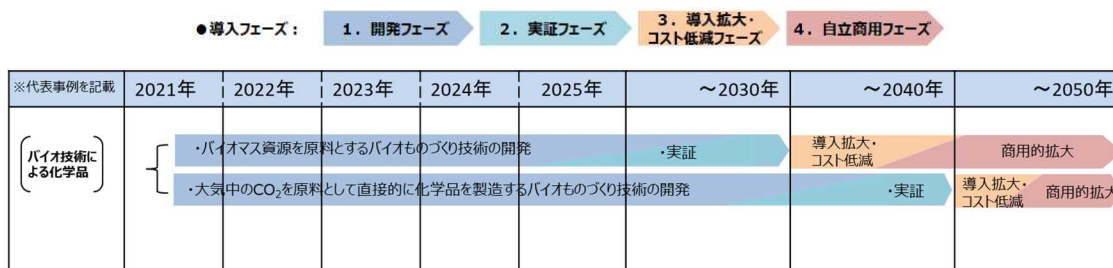 ●導入フェーズ：
1．開発フェーズ
2．実証フェーズ
3．導入拡大・
コスト低減フェーズ
4．自立商用フェーズ
※代表事例を記載
2021年
2022年
2023年
2024年
2025年
～2030年
～2040年
～2050年
バイオ技術に
よる化学品
・バイオマス資源を原料とするバイオものづくり技術の開発
・実証
導入拡大・
コスト低減
商用的拡大
・大気中のCO₂を原料として直接的に化学品を製造するバイオものづくり技術の開発
・実証
導入拡大・
コスト低減
商用的拡大